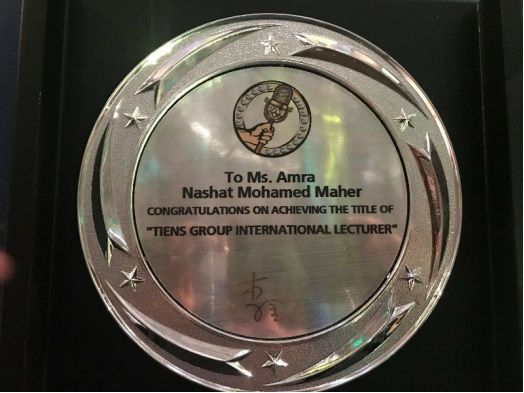 To Ms. Amra
Nashat Mohamed Maher
CONGRATULATIONS ON ACHIEVING THE TITLE OF
"TIENS GROUP INTERNATIONAL LECTURER"